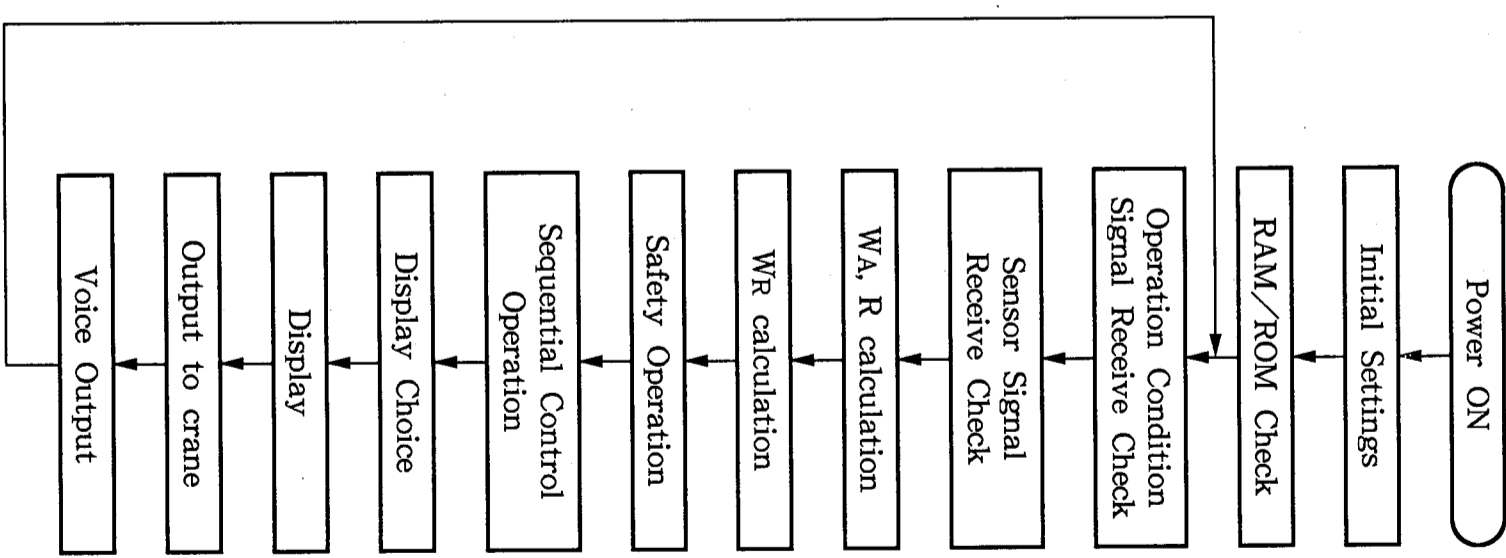 Power ON
Initial Settings
RAM/ROM Check
Operation Condition
Signal Receive Check
Sensor Signal
Receive Check
WA, R calculation
WR calculation
Safety Operation
Sequential Control
Operation
Display Choice
Display
Output to crane
Voice Output